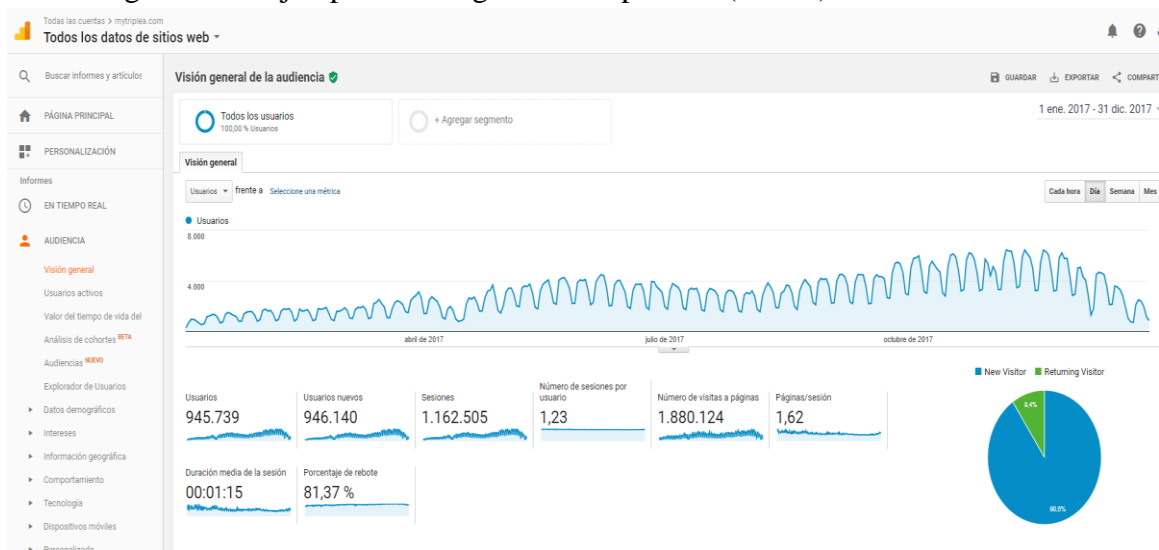 Todas las cuentas > mytriplea.com
Todos los datos de sitios web
Buscar informes y artículos
Visión general de la audiencia
GUARDAR
EXPORTAR
COMPART
PÁGINA PRINCIPAL
PERSONALIZACIÓN
Informes
EN TIEMPO REAL
AUDIENCIA
Visión general
Usuarios activos
Valor del tiempo de vida del
Análisis de cohortes BETA
Audiencias NUEVO
Explorador de Usuarios
Datos demográficos
Intereses
Información geográfica
Comportamiento
Tecnología
Dispositivos móviles
Todos los usuarios
100,00 % Usuarios
+ Agregar segmento
1 ene. 2017 - 31 dic. 2017
Visión general
Usuarios frente a Seleccione una métrica
Cada hora Día Semana Mes
Usuarios
8.000
4.000
abril de 2017
julio de 2017
octubre de 2017
New Visitor Returning Visitor
Usuarios
945.739
Usuarios nuevos
946.140
Sesiones
1.162.505
Número de sesiones por
usuario
1,23
Número de visitas a páginas
1.880.124
Páginas/sesión
1,62
Duración media de la sesión
00:01:15
Porcentaje de rebote
81,37 %
9,4%
90,6%